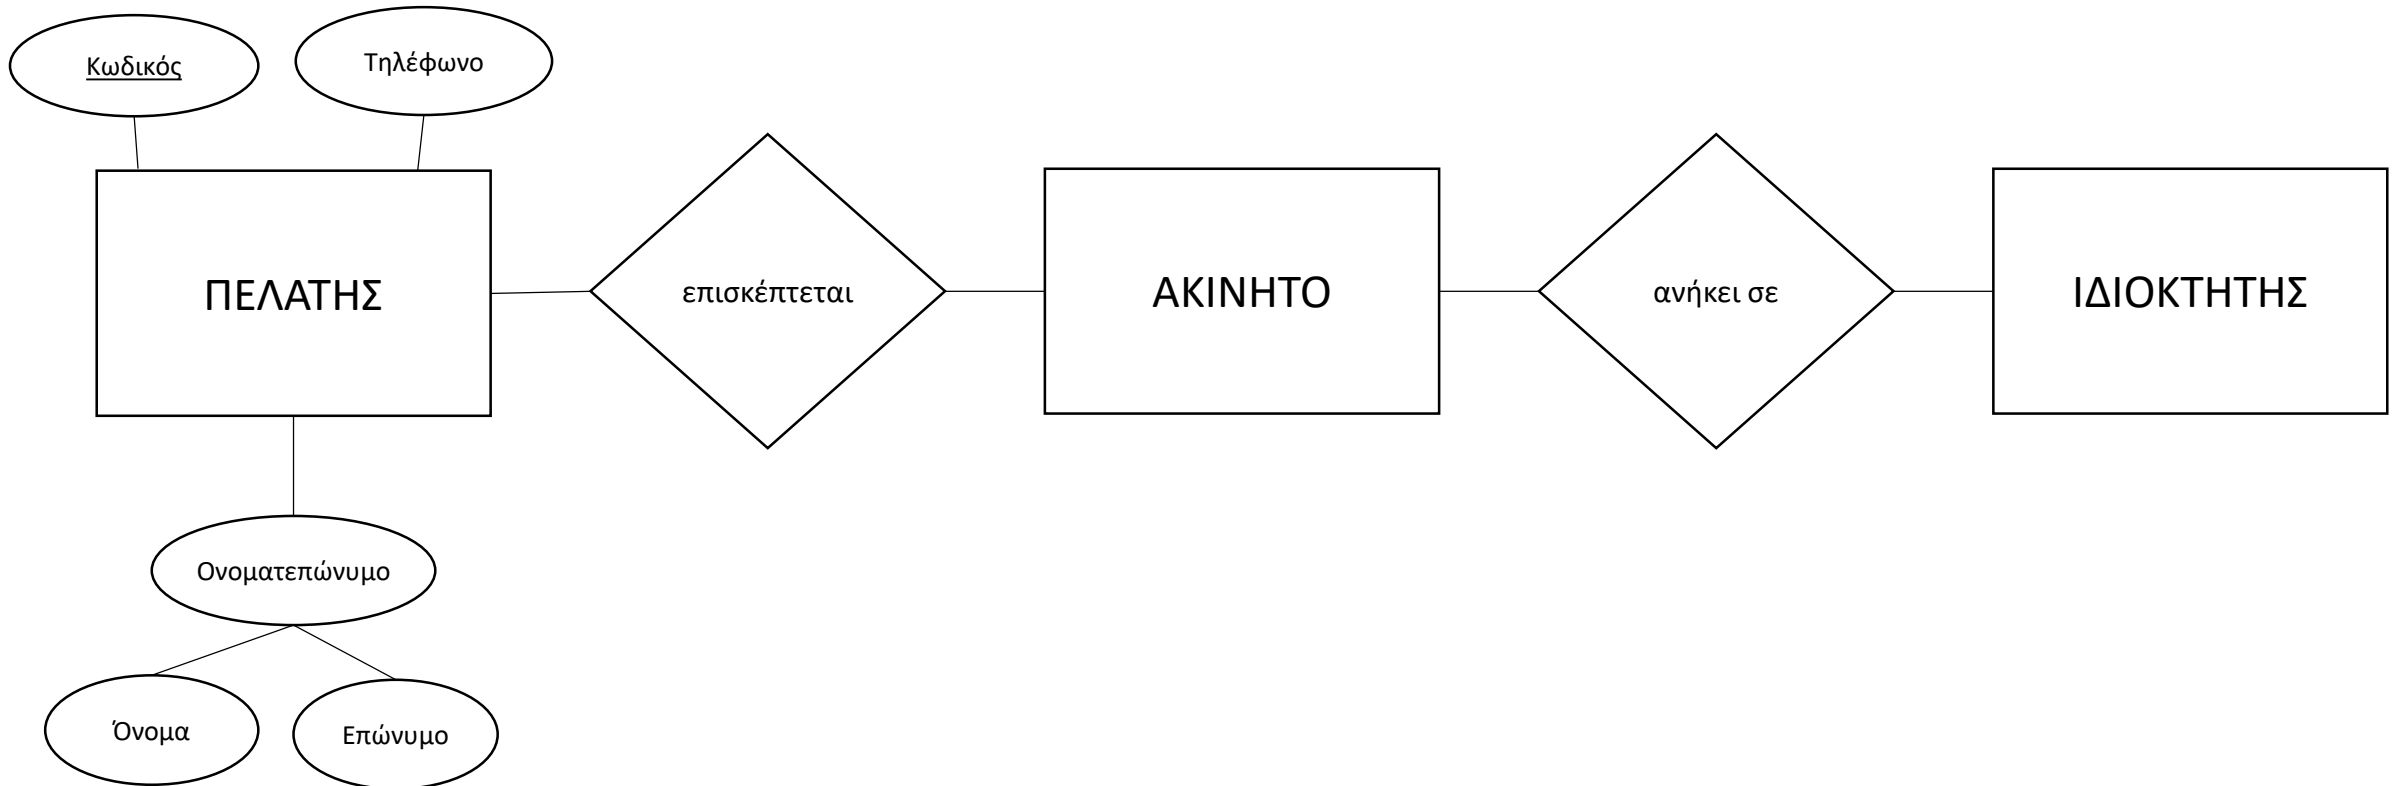 Κωδικός
Τηλέφωνο
ΠΕΛΑΤΗΣ
επισκέπτεται
ΑΚΙΝΗΤΟ
ανήκει σε
ΙΔΙΟΚΤΗΤΗΣ
Ονοματεπώνυμο
Όνομα
Επώνυμο